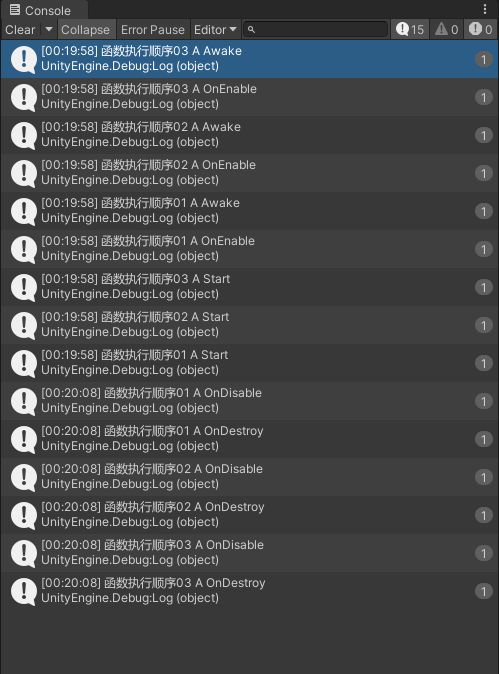 Console
Clear Collapse Error Pause Editor 15 0 0
[00:19:58] 函数执行顺序03 A Awake
UnityEngine.Debug:Log (object) 1
[00:19:58] 函数执行顺序03 A OnEnable
UnityEngine.Debug:Log (object) 1
[00:19:58] 函数执行顺序02 A Awake
UnityEngine.Debug:Log (object) 1
[00:19:58] 函数执行顺序02 A OnEnable
UnityEngine.Debug:Log (object) 1
[00:19:58] 函数执行顺序01 A Awake
UnityEngine.Debug:Log (object) 1
[00:19:58] 函数执行顺序01 A OnEnable
UnityEngine.Debug:Log (object) 1
[00:19:58] 函数执行顺序03 A Start
UnityEngine.Debug:Log (object) 1
[00:19:58] 函数执行顺序02 A Start
UnityEngine.Debug:Log (object) 1
[00:19:58] 函数执行顺序01 A Start
UnityEngine.Debug:Log (object) 1
[00:20:08] 函数执行顺序01 A OnDisable
UnityEngine.Debug:Log (object) 1
[00:20:08] 函数执行顺序01 A OnDestroy
UnityEngine.Debug:Log (object) 1
[00:20:08] 函数执行顺序02 A OnDisable
UnityEngine.Debug:Log (object) 1
[00:20:08] 函数执行顺序02 A OnDestroy
UnityEngine.Debug:Log (object) 1
[00:20:08] 函数执行顺序03 A OnDisable
UnityEngine.Debug:Log (object) 1
[00:20:08] 函数执行顺序03 A OnDestroy
UnityEngine.Debug:Log (object) 1